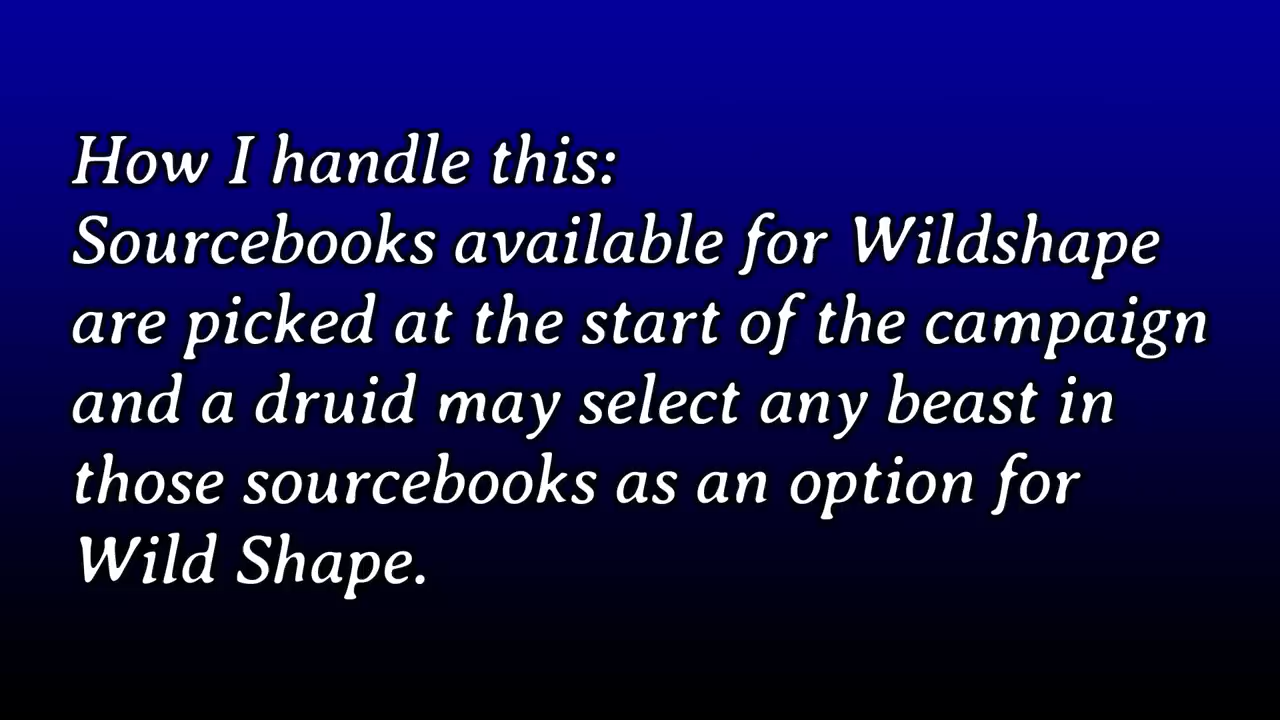 How I handle this:
Sourcebooks available for Wildshape
are picked at the start of the campaign
and a druid may select any beast in
those sourcebooks as an option for
Wild Shape.